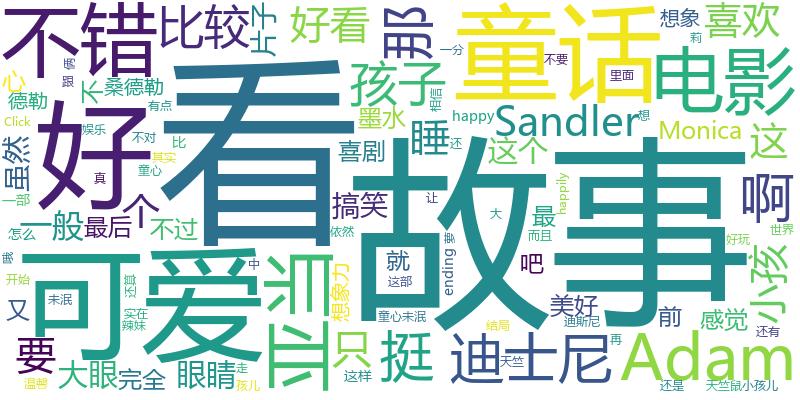 不错
比较
片子
好看
那
一分
童话
想象
喜欢
莉
电影
不要
里面
心
德勒
不
桑德勒
孩子
俩
Click
娱乐
有点
墨水
相信
happy
Sandler
想
Monica
这
好
看
故事
虽然
不对
比
其实
童心
喜剧
睡
还
这个
一部
真
个
搞笑
让
最
大
happily
啊
一般
最后
不过
怎么
依然
就
ending
要
吧
而且
好玩
世界
可爱
中
亚当
想象力
这部
美好
前
小孩
开始
未泯
还算
又
实在
辣妹
童心未泯
迪斯尼
感觉
还有
要
只
挺
结局
再
迪士尼
Adam
温馨
大眼
完全
眼睛
走
孩儿
这样
天竺
还是
天竺鼠
小孩儿